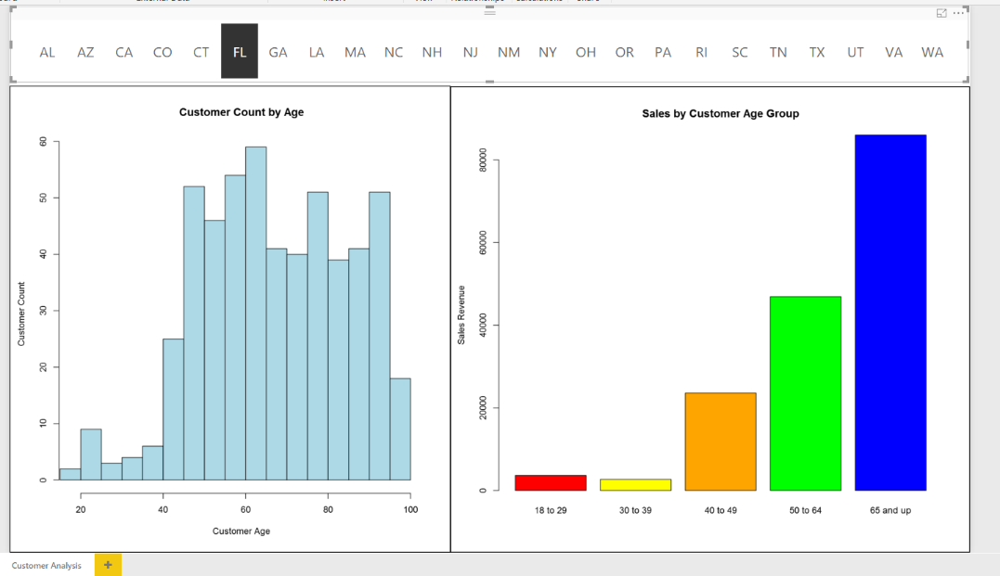 AL AZ CA CO CT FL GA LA MA NC NH NJ NM NY OH OR PA RI SC TN TX UT VA WA
Customer Count by Age
Customer Count
0
10
20
30
40
50
60
20 40 60 80 100
Customer Age
Sales by Customer Age Group
Sales Revenue
0
20000
40000
60000
80000
18 to 29 30 to 39 40 to 49 50 to 64 65 and up
Customer Analysis +